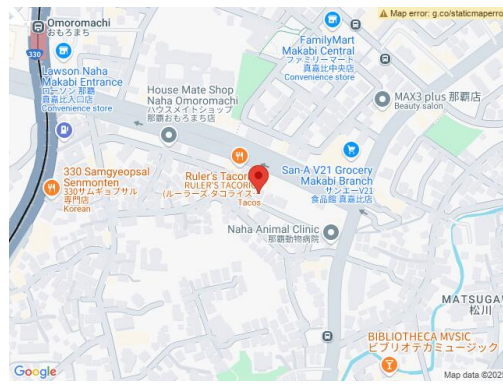 Map error: g.co/staticmaperro
Omoromachi
おもろまち
330
FamilyMart
Makabi Central
ファミリーマート
真嘉比中央店
Convenience store
Lawson Naha
Makabi Entrance
ローソン 那覇
真嘉比入口店
Convenience store
House Mate Shop
Naha Omoromachi
ハウスメイトショップ
那覇おもろまち店
MAX3 plus 那覇店
Beauty salon
330 Samgyeopsal
Senmonten
330サムギョプサル
専門店
Korean
Ruler's Tacori
RULER'S TACORIC
(ルーラーズ.タコライス
Tacos
San-A V21 Grocery
Makabi Branch
サンエーV21
食品館 真嘉比店
Naha Animal Clinic
那覇動物病院
MATSUGA
松川
BIBLIOTHECA MVSIC
ビブリオテカミュージック
Google
Map data ©202